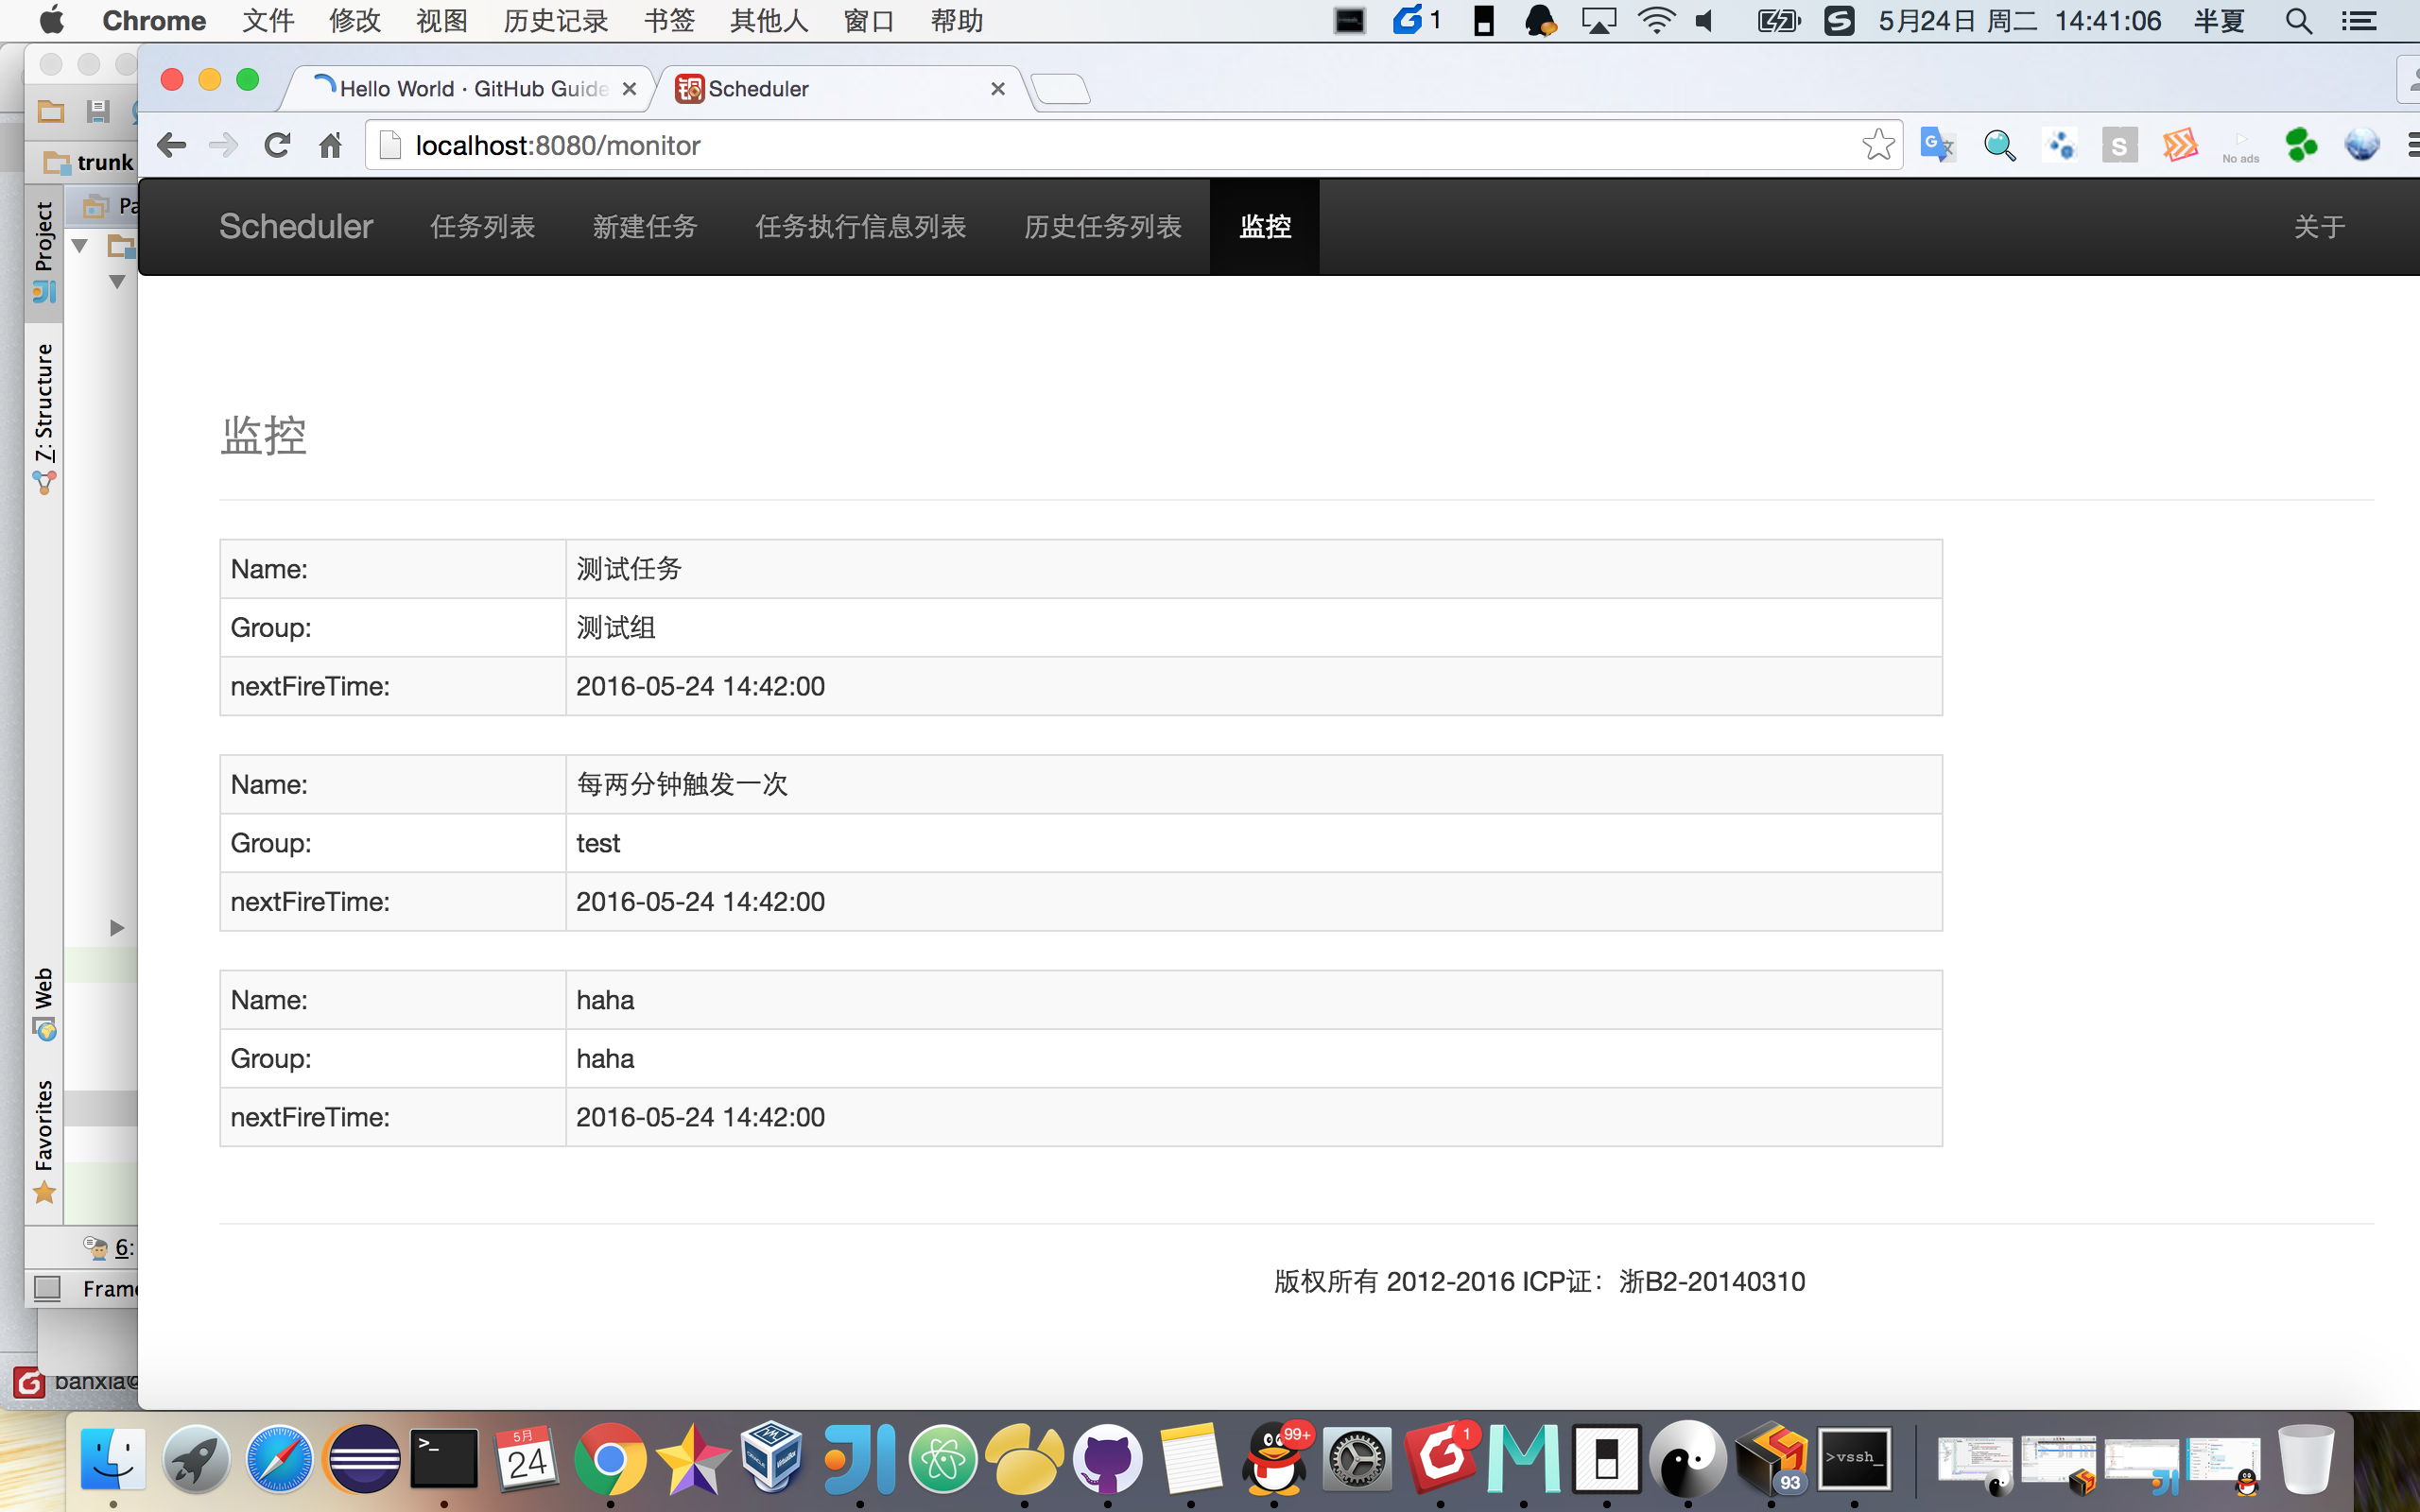 Chrome 文件 修改 视图 历史记录 书签 其他人 窗口 帮助 1 5月24日 周二 14:41:06 半夏
Hello World · GitHub Guide
Scheduler
localhost:8080/monitor
No ads
trunk
Pa
Project
7: Structure
Web
Favorites
6:
Frame
banxia@
Scheduler 任务列表 新建任务 任务执行信息列表 历史任务列表 监控 关于
监控
Name: 测试任务
Group: 测试组
nextFireTime: 2016-05-24 14:42:00
Name: 每两分钟触发一次
Group: test
nextFireTime: 2016-05-24 14:42:00
Name: haha
Group: haha
nextFireTime: 2016-05-24 14:42:00
版权所有 2012-2016 ICP证：浙B2-20140310
5月
24
99+
1
93
>vssh_